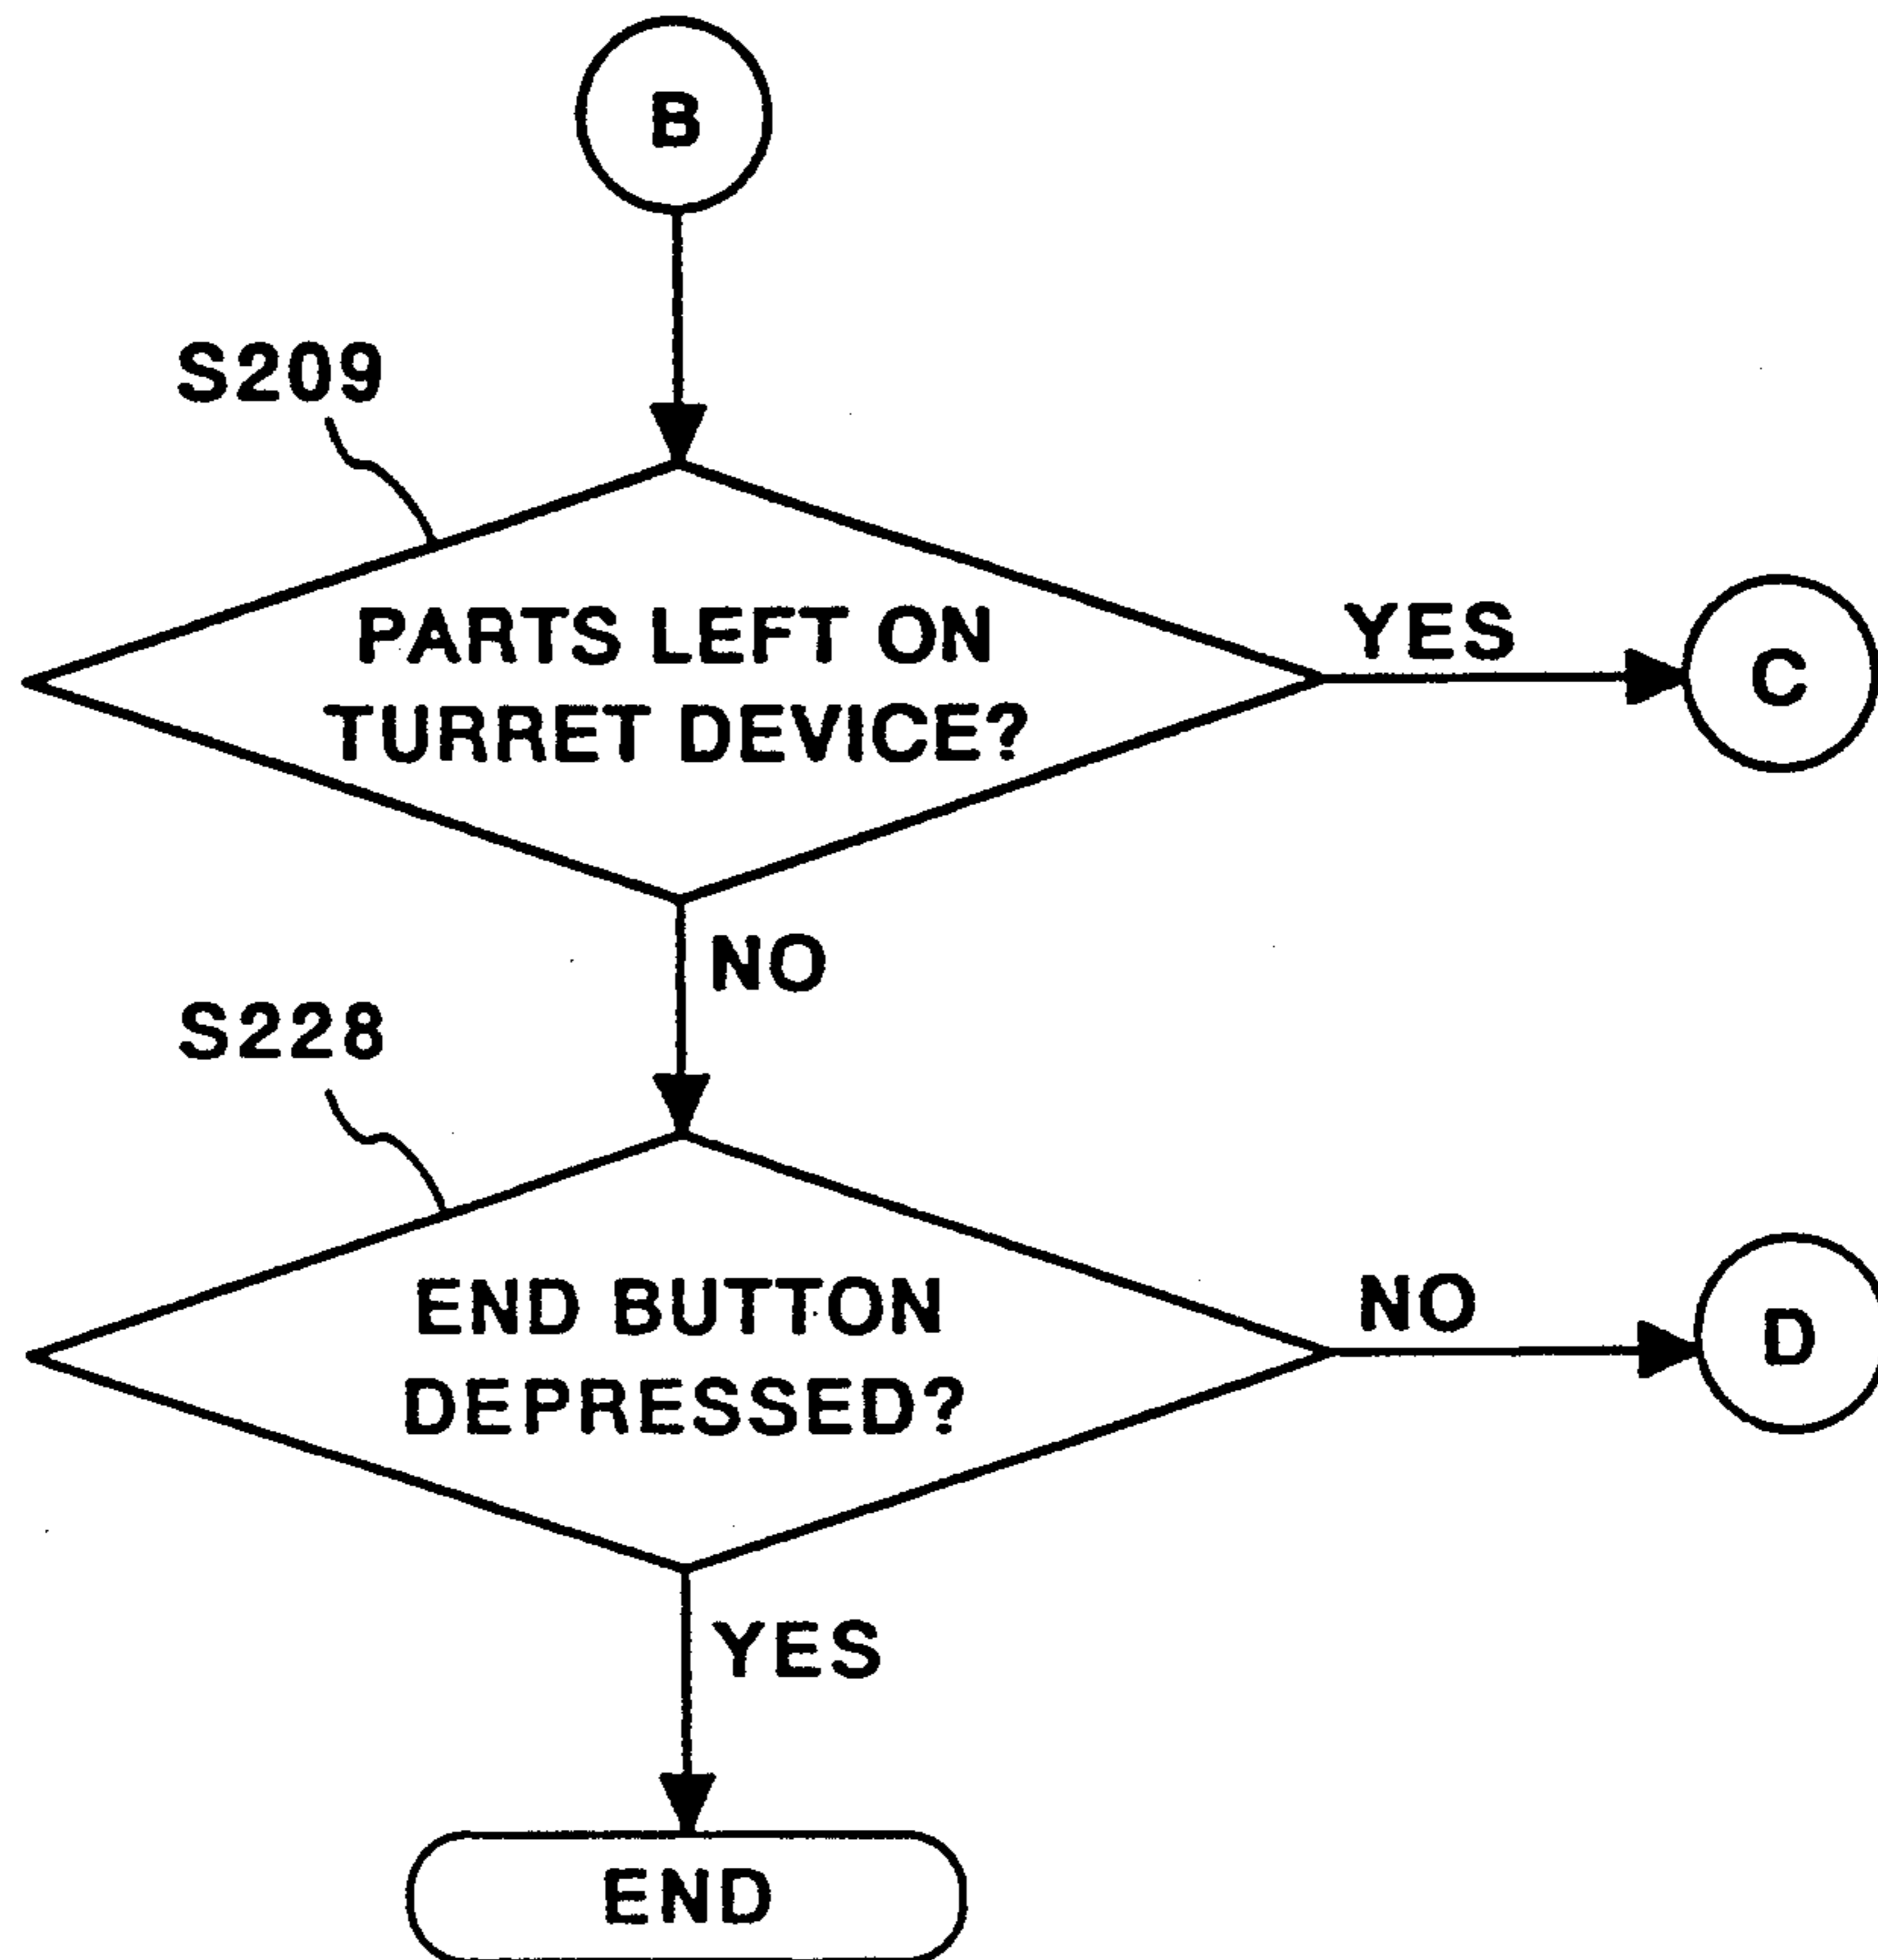 B
S209
PARTS LEFT ON
TURRET DEVICE?
YES
C
NO
S228
END BUTTON
DEPRESSED?
NO
D
YES
END